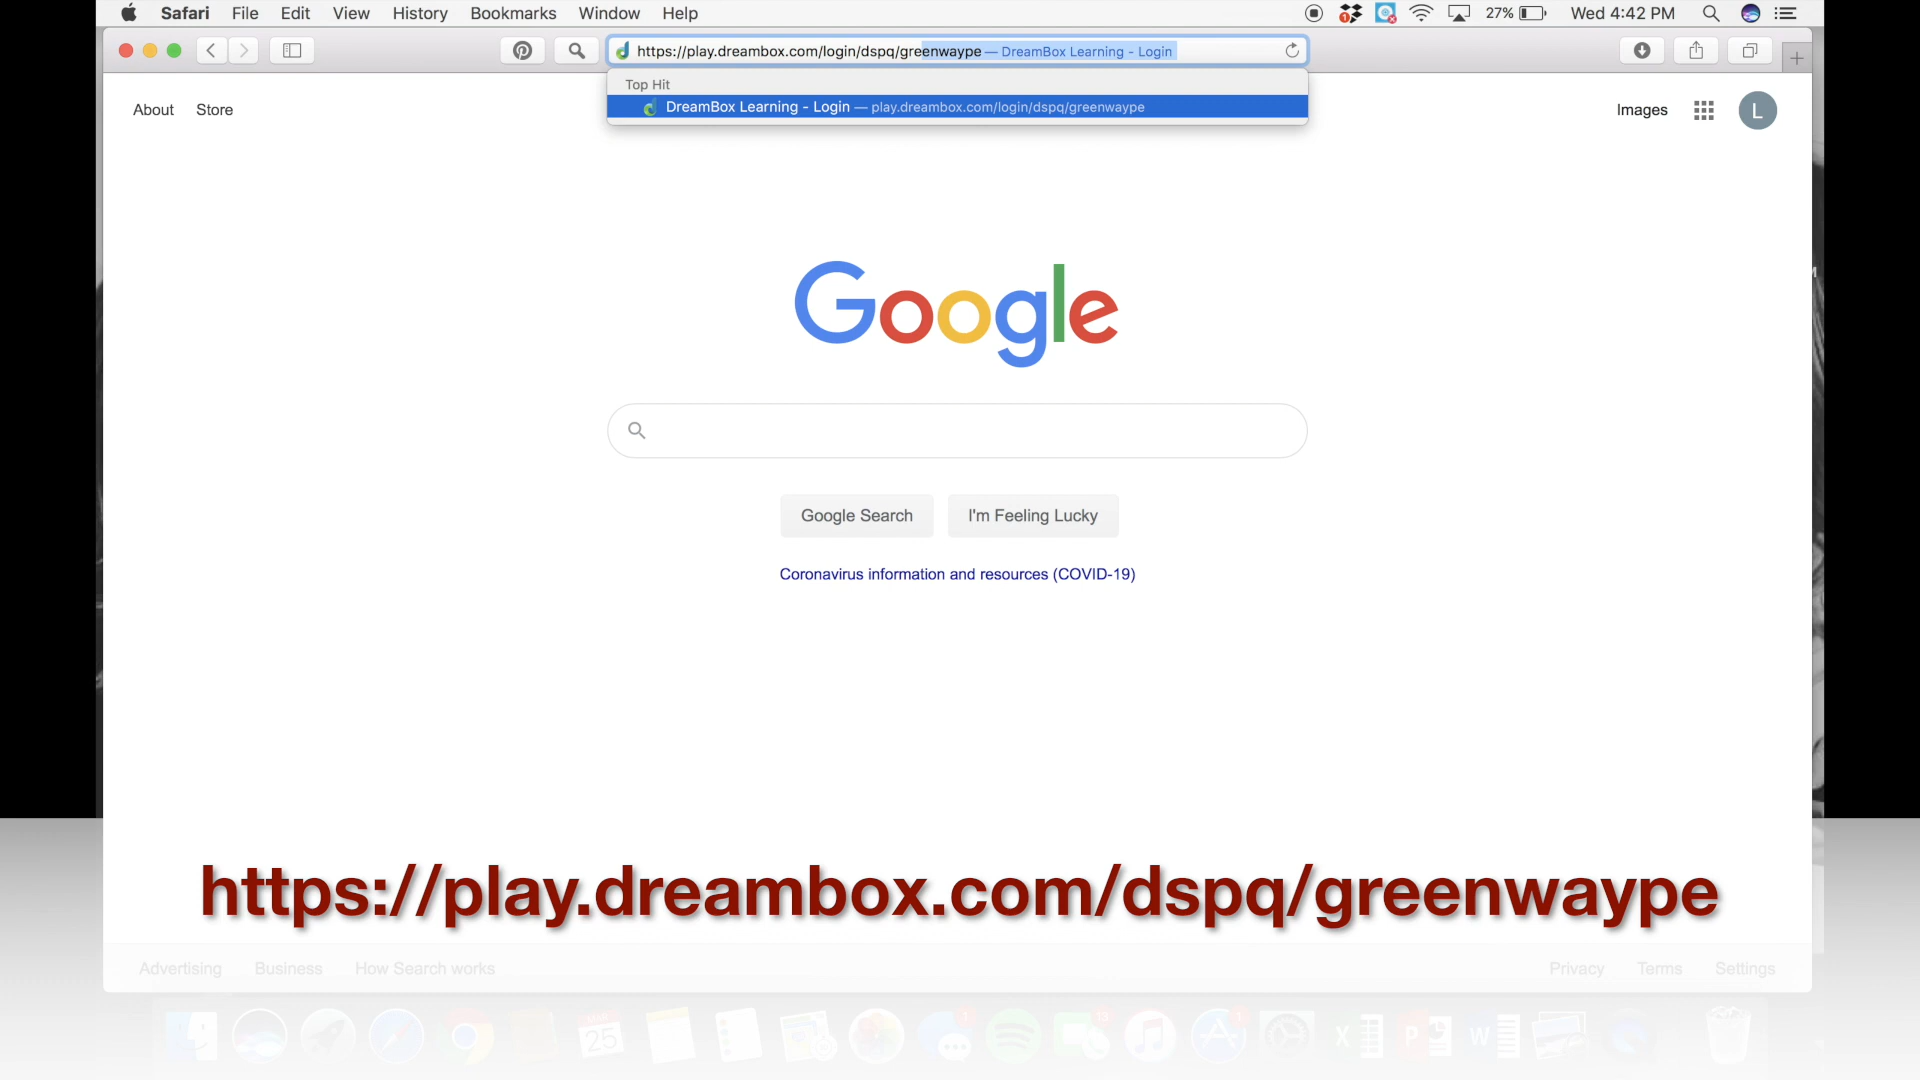 Safari File Edit View History Bookmarks Window Help 27% Wed 4:42 PM
https://play.dreambox.com/login/dspq/greenwaype — DreamBox Learning - Login
Top Hit
DreamBox Learning - Login — play.dreambox.com/login/dspq/greenwaype
About Store Images L
Google
Google Search I'm Feeling Lucky
Coronavirus information and resources (COVID-19)
https://play.dreambox.com/dspq/greenwaype
Advertising Business How Search works Privacy Terms Settings
25